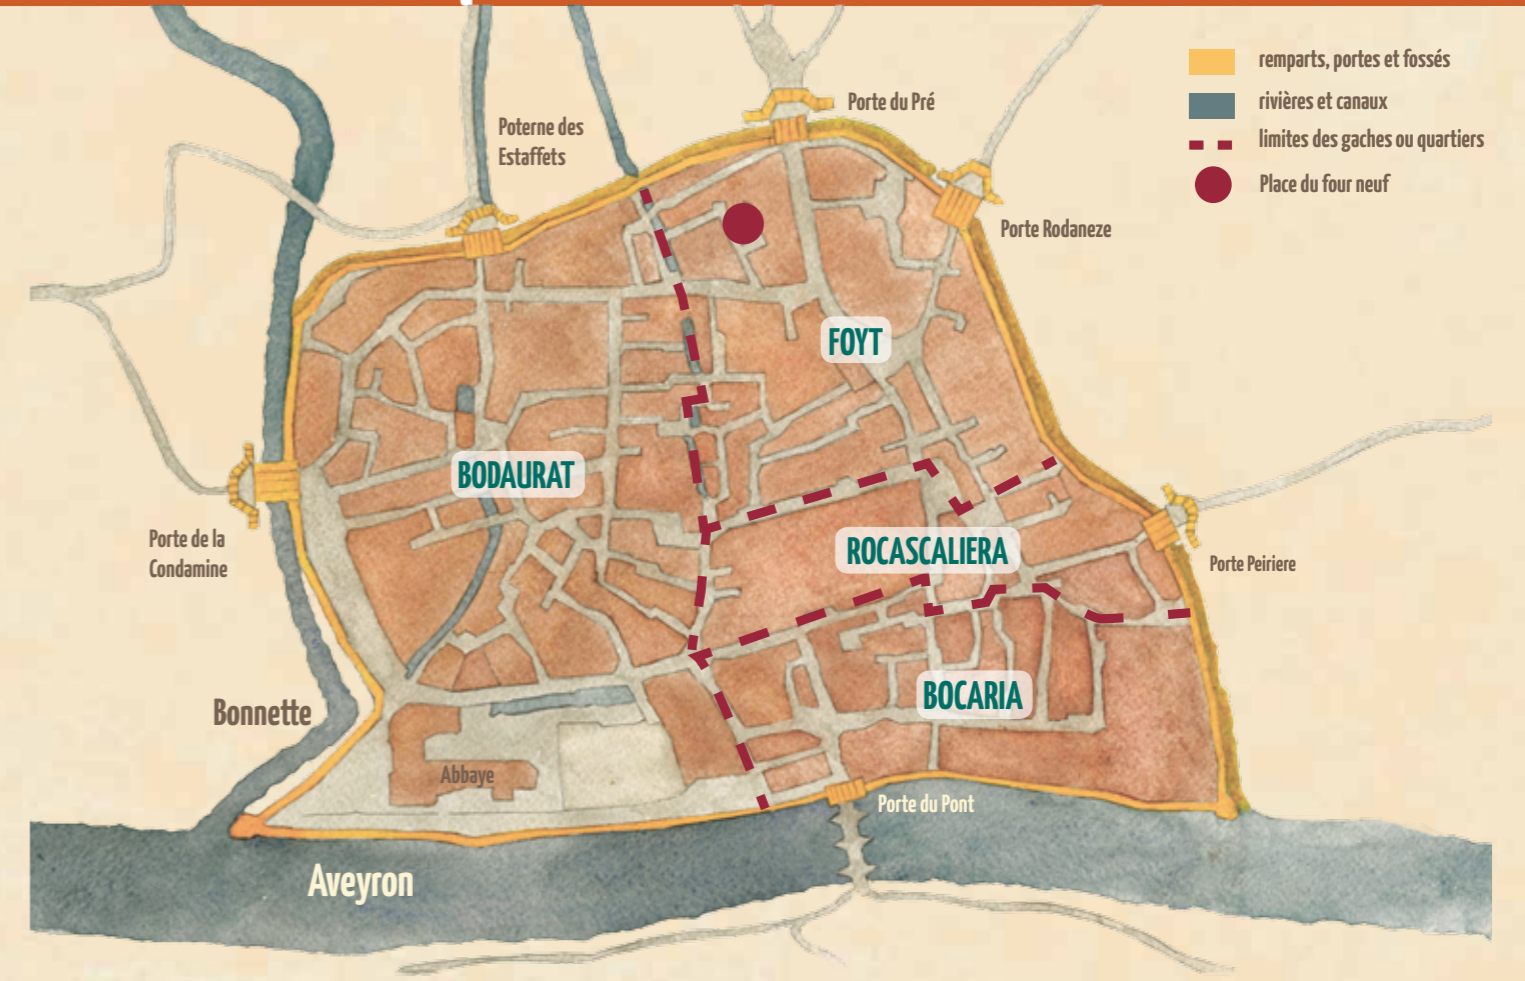 remparts, portes et fossés
rivières et canaux
limites des gaches ou quartiers
Place du four neuf
Porte du Pré
Poterne des
Estaffets
Porte Rodaneze
FOYT
BODAURAT
Porte de la
Condamine
ROCASCALIERA
Porte Peiriere
BOCARIA
Bonnette
Abbaye
Porte du Pont
Aveyron